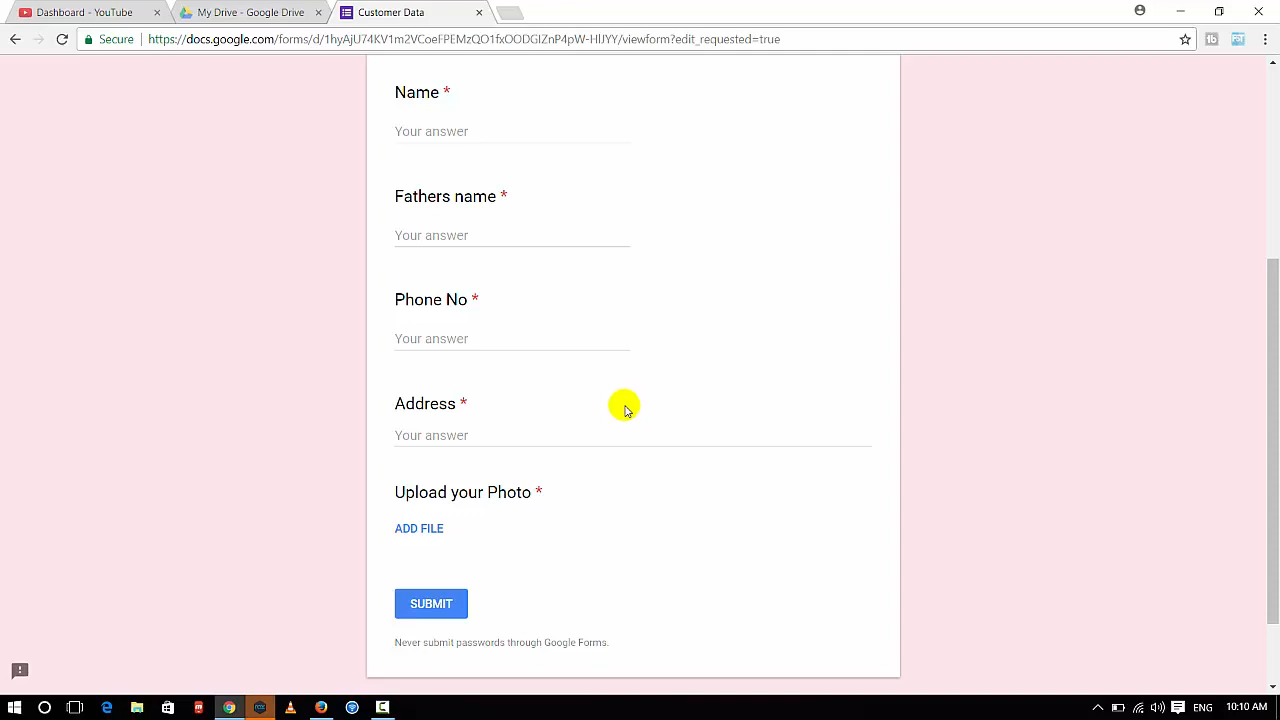 Dashboard - YouTube
My Drive - Google Drive
Customer Data
Secure
https://docs.google.com/forms/d/1hyAjU74KV1m2VCoeFPEMzQO1fxOODGIZnP4pW-HlJYY/viewform?edit_requested=true
Name *
Your answer
Fathers name *
Your answer
Phone No *
Your answer
Address *
Your answer
Upload your Photo *
ADD FILE
SUBMIT
Never submit passwords through Google Forms.
ENG
10:10 AM